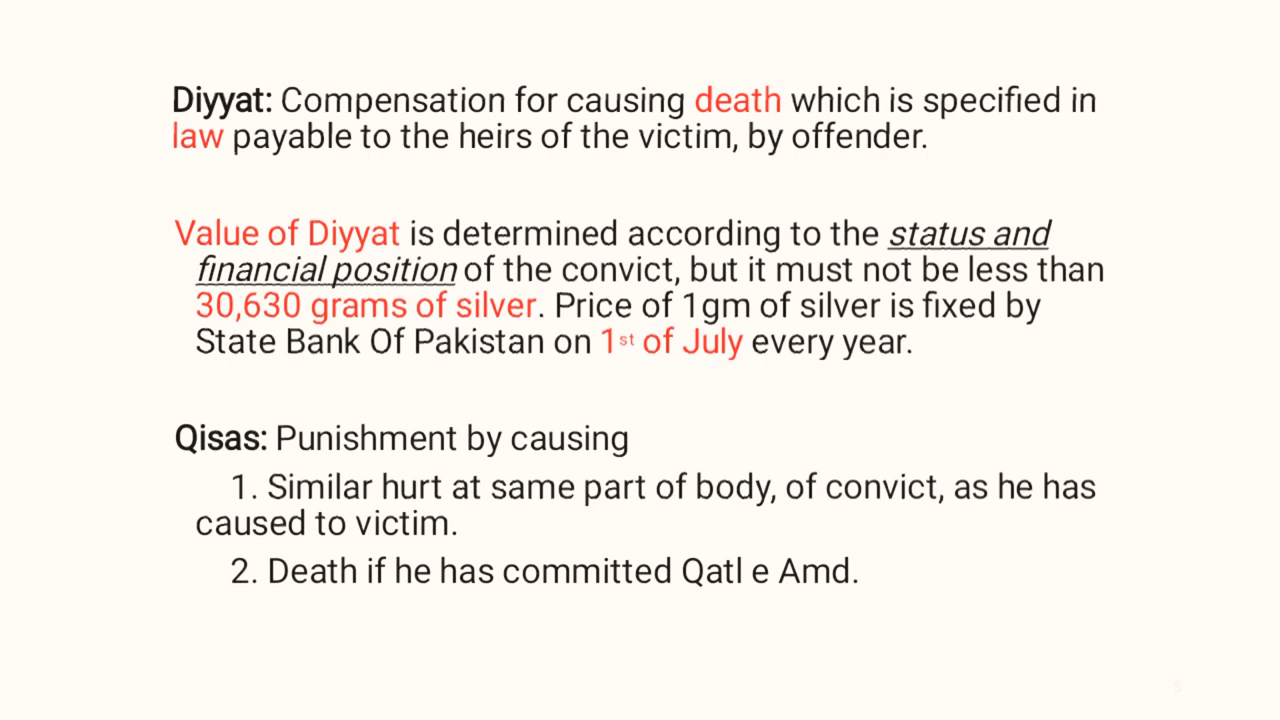 Diyyat: Compensation for causing death which is specified in
law payable to the heirs of the victim, by offender.
Value of Diyyat is determined according to the status and
financial position of the convict, but it must not be less than
30,630 grams of silver. Price of 1gm of silver is fixed by
State Bank Of Pakistan on 1st of July every year.
Qisas: Punishment by causing
1. Similar hurt at same part of body, of convict, as he has
caused to victim.
2. Death if he has committed Qatl e Amd.
5